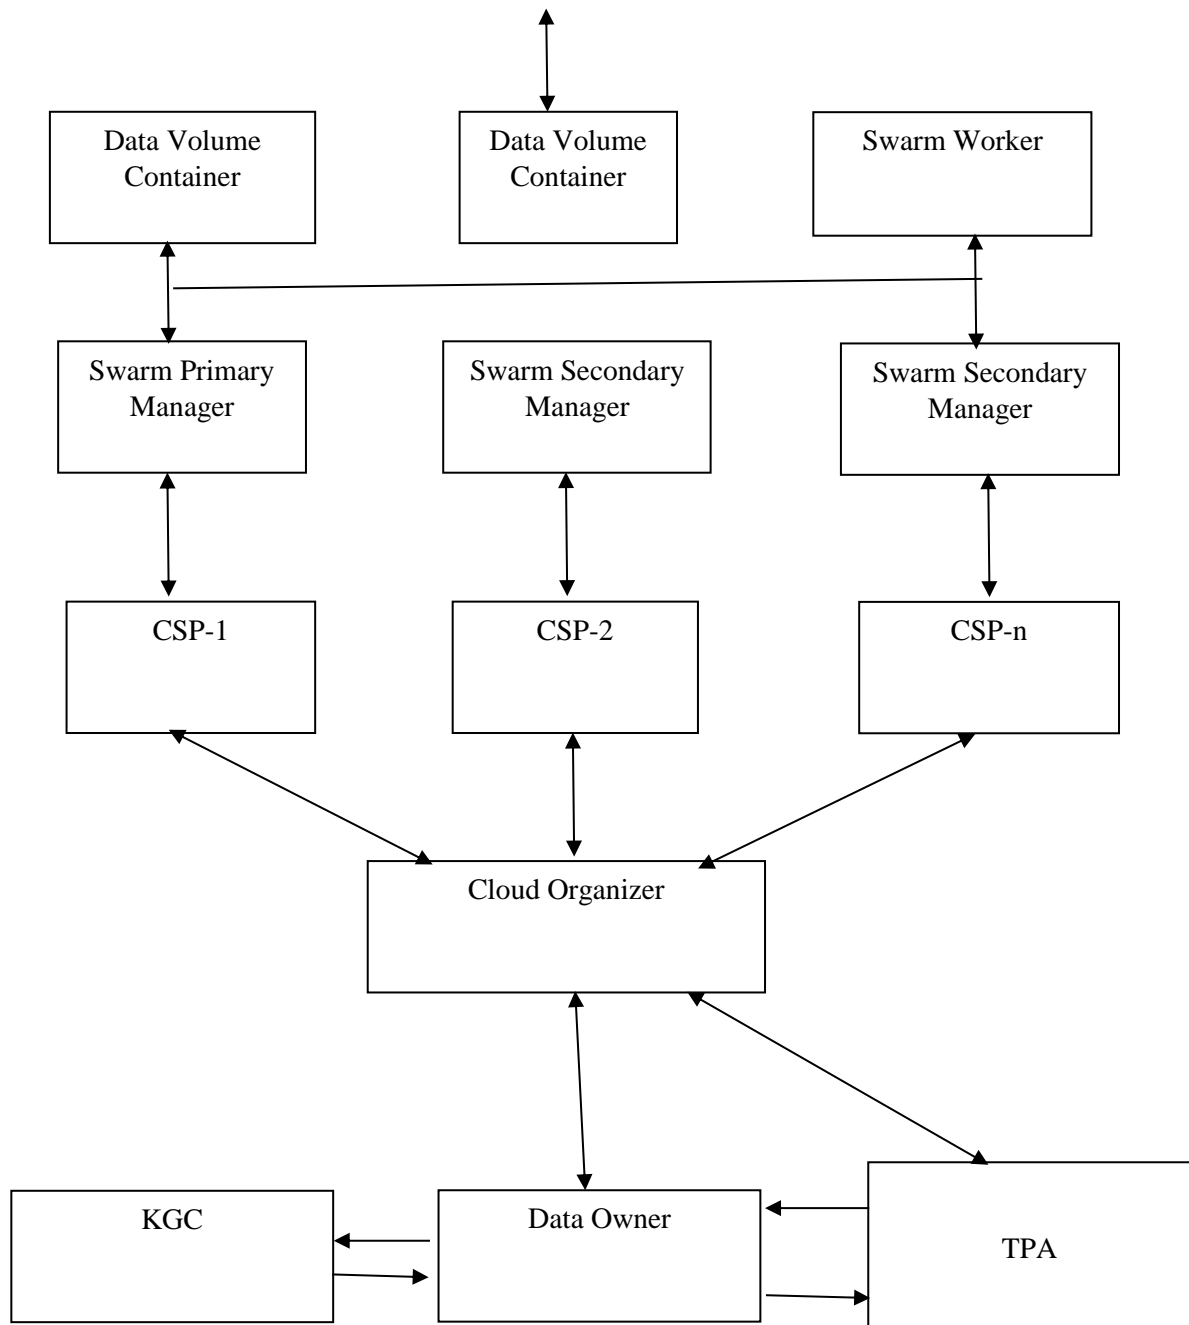 Data Volume
Container
Data Volume
Container
Swarm Worker
Swarm Primary
Manager
Swarm Secondary
Manager
Swarm Secondary
Manager
CSP-1
CSP-2
CSP-n
Cloud Organizer
KGC
Data Owner
TPA